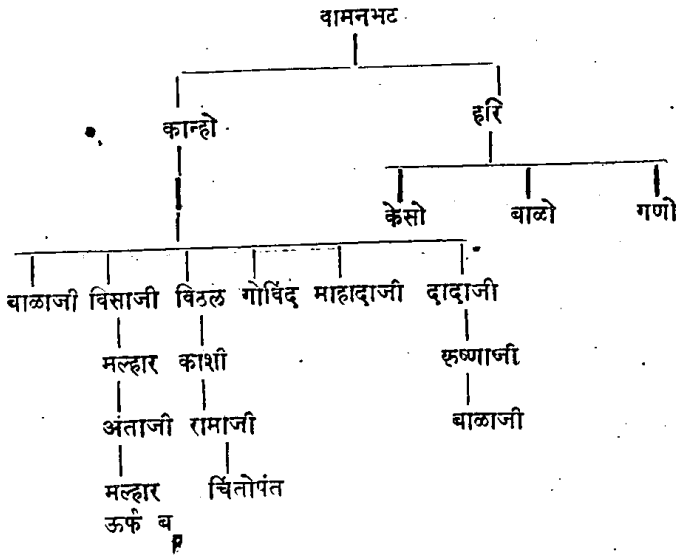 वामनभट
कान्हो
हरि
केसो बाळो गणो
बाळाजी विसाजी विठल गोविंद माहादाजी दादाजी
मल्हार काशी कृष्णाजी
अंताजी रामाजी बाळाजी
मल्हार चिंतोपंत
ऊर्फ